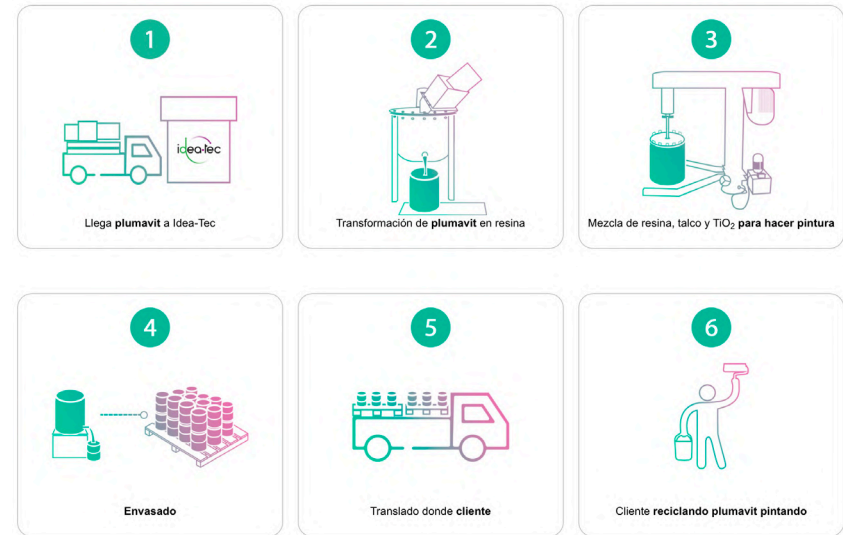 1
2
3
idea-tec
Llega plumavit a Idea-Tec
Transformación de plumavit en resina
Mezcla de resina, talco y TiO₂ para hacer pintura
4
5
6
Envasado
Translado donde cliente
Cliente reciclando plumavit pintando